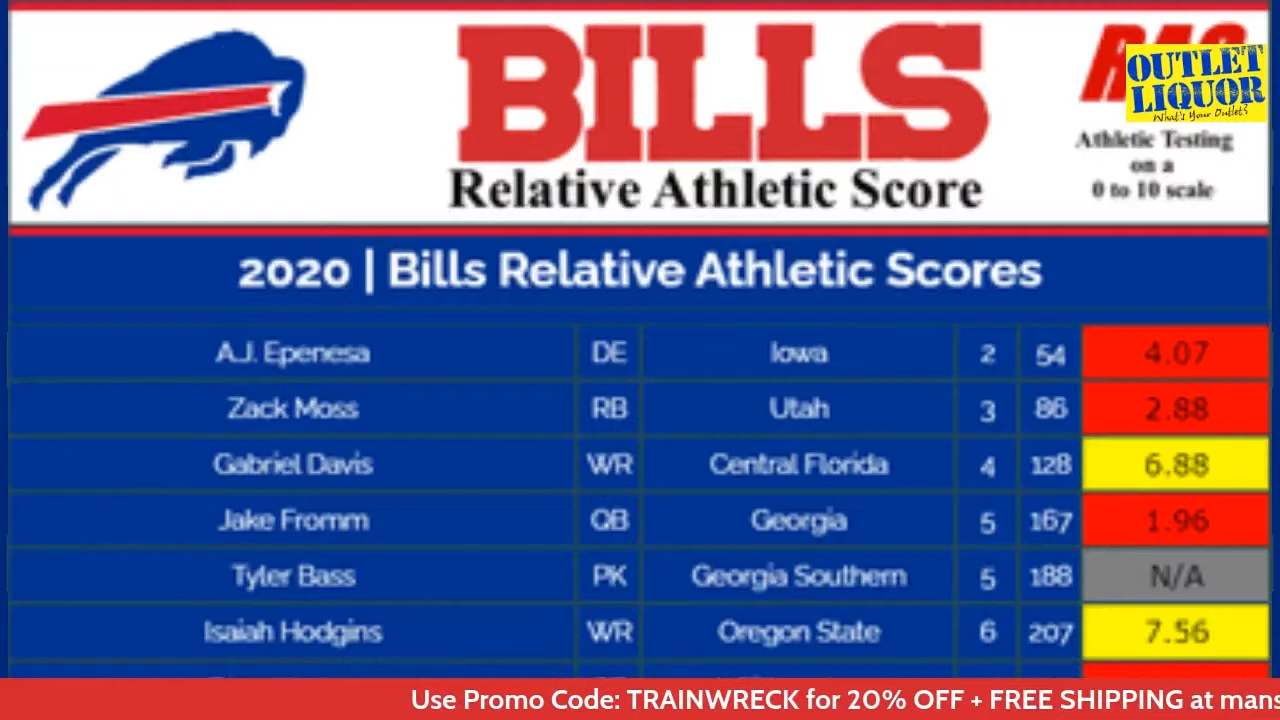 BILLS
Relative Athletic Score
OUTLET
LIQUOR
What's Your Outlet?
Athletic Testing
on a
0 to 10 scale
2020 | Bills Relative Athletic Scores
A.J. Epenesa DE Iowa 2 54 4.07
Zack Moss RB Utah 3 86 2.88
Gabriel Davis WR Central Florida 4 128 6.88
Jake Fromm QB Georgia 5 167 1.96
Tyler Bass PK Georgia Southern 5 188 N/A
Isaiah Hodgins WR Oregon State 6 207 7.56
Use Promo Code: TRAINWRECK for 20% OFF + FREE SHIPPING at mans